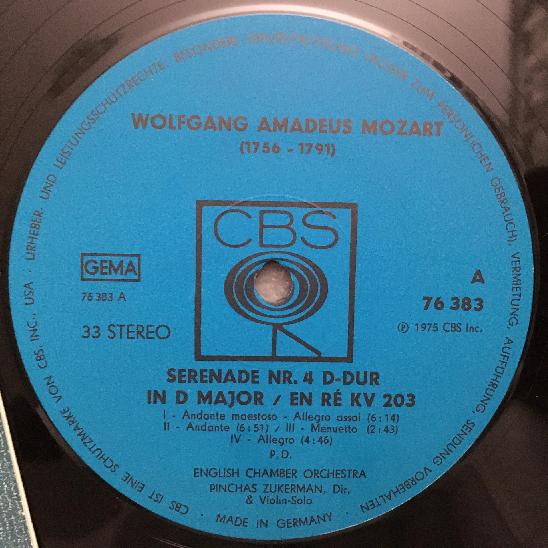 WOLFGANG AMADEUS MOZART
(1756 - 1791)
CBS
GEMA
76 383 A
33 STEREO
A
76 383
Ⓟ 1975 CBS Inc.
SERENADE NR. 4 D-DUR
IN D MAJOR / EN RÉ KV 203
I - Andante maestoso - Allegro assai (6:14)
II - Andante (6:51) / III - Menuetto (2:43)
IV - Allegro (4:46)
P.D.
ENGLISH CHAMBER ORCHESTRA
PINCHAS ZUKERMAN, Dir.
& Violin-Solo
· MADE IN GERMANY ·
CBS IST EINE SCHUTZMARKE VON CBS INC., USA · URHEBER- UND LEISTUNGSSCHUTZRECHTE, BESONDERS ZUM PERSÖNLICHEN GEBRAUCH), VERMIETUNG, AUFFÜHRUNG, SENDUNG VORBEHALTEN